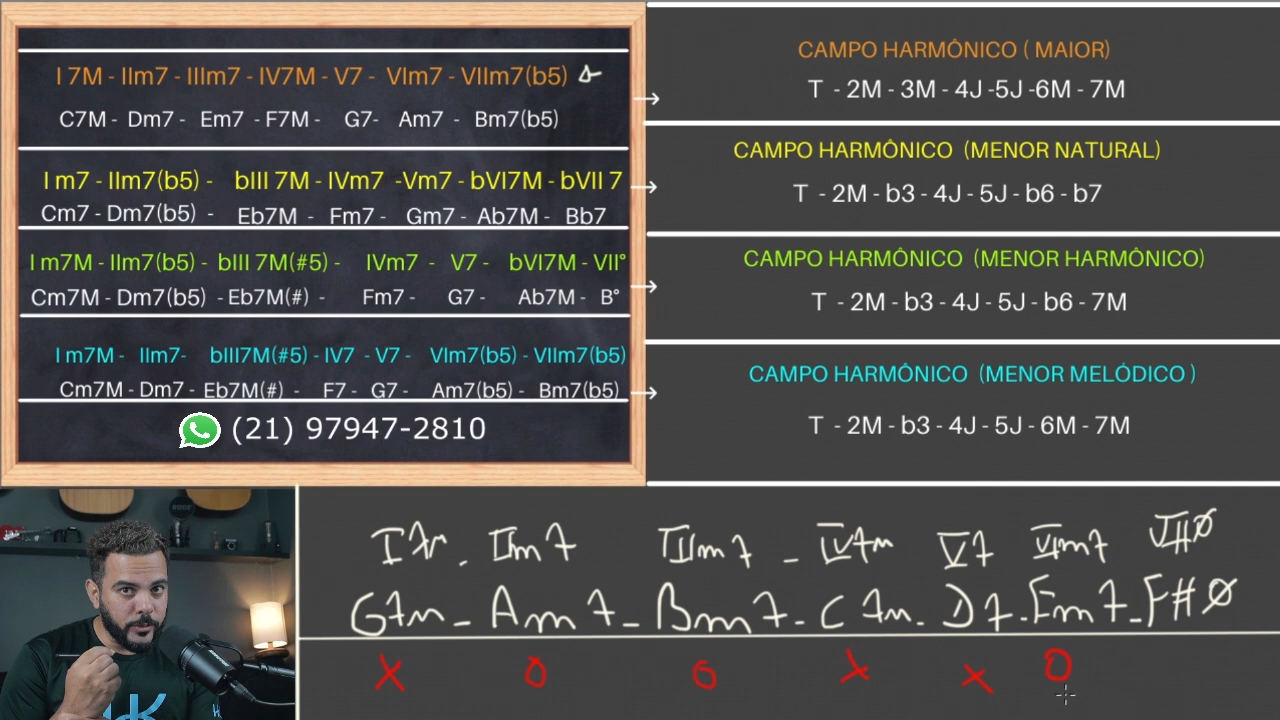 I 7M - IIm7 - IIIm7 - IV7M - V7 - VIm7 - VIIm7(b5)
C7M - Dm7 - Em7 - F7M - G7- Am7 - Bm7(b5)
I m7 - IIm7(b5) - bIII 7M - IVm7 -Vm7 - bVI7M - bVII 7
Cm7 - Dm7(b5) - Eb7M - Fm7 - Gm7 - Ab7M - Bb7
I m7M - IIm7(b5) - bIII 7M(#5) - IVm7 - V7 - bVI7M - VII°
Cm7M - Dm7(b5) - Eb7M(#) - Fm7 - G7 - Ab7M - B°
I m7M - IIm7- bIII7M(#5) - IV7 - V7 - VIm7(b5) - VIIm7(b5)
Cm7M - Dm7 - Eb7M(#) - F7 - G7 - Am7(b5) - Bm7(b5)
(21) 97947-2810
CAMPO HARMÔNICO ( MAIOR)
T - 2M - 3M - 4J -5J -6M - 7M
CAMPO HARMÔNICO (MENOR NATURAL)
T - 2M - b3 - 4J - 5J - b6 - b7
CAMPO HARMÔNICO (MENOR HARMÔNICO)
T - 2M - b3 - 4J - 5J - b6 - 7M
CAMPO HARMÔNICO (MENOR MELÓDICO )
T - 2M - b3 - 4J - 5J - 6M - 7M
I7M . IIm7 IIIm7 - IV7M V7 VIm7 VIIØ
G7M - Am7 - Bm7 - C7M . D7 . Em7 - F#Ø
X O O X X O